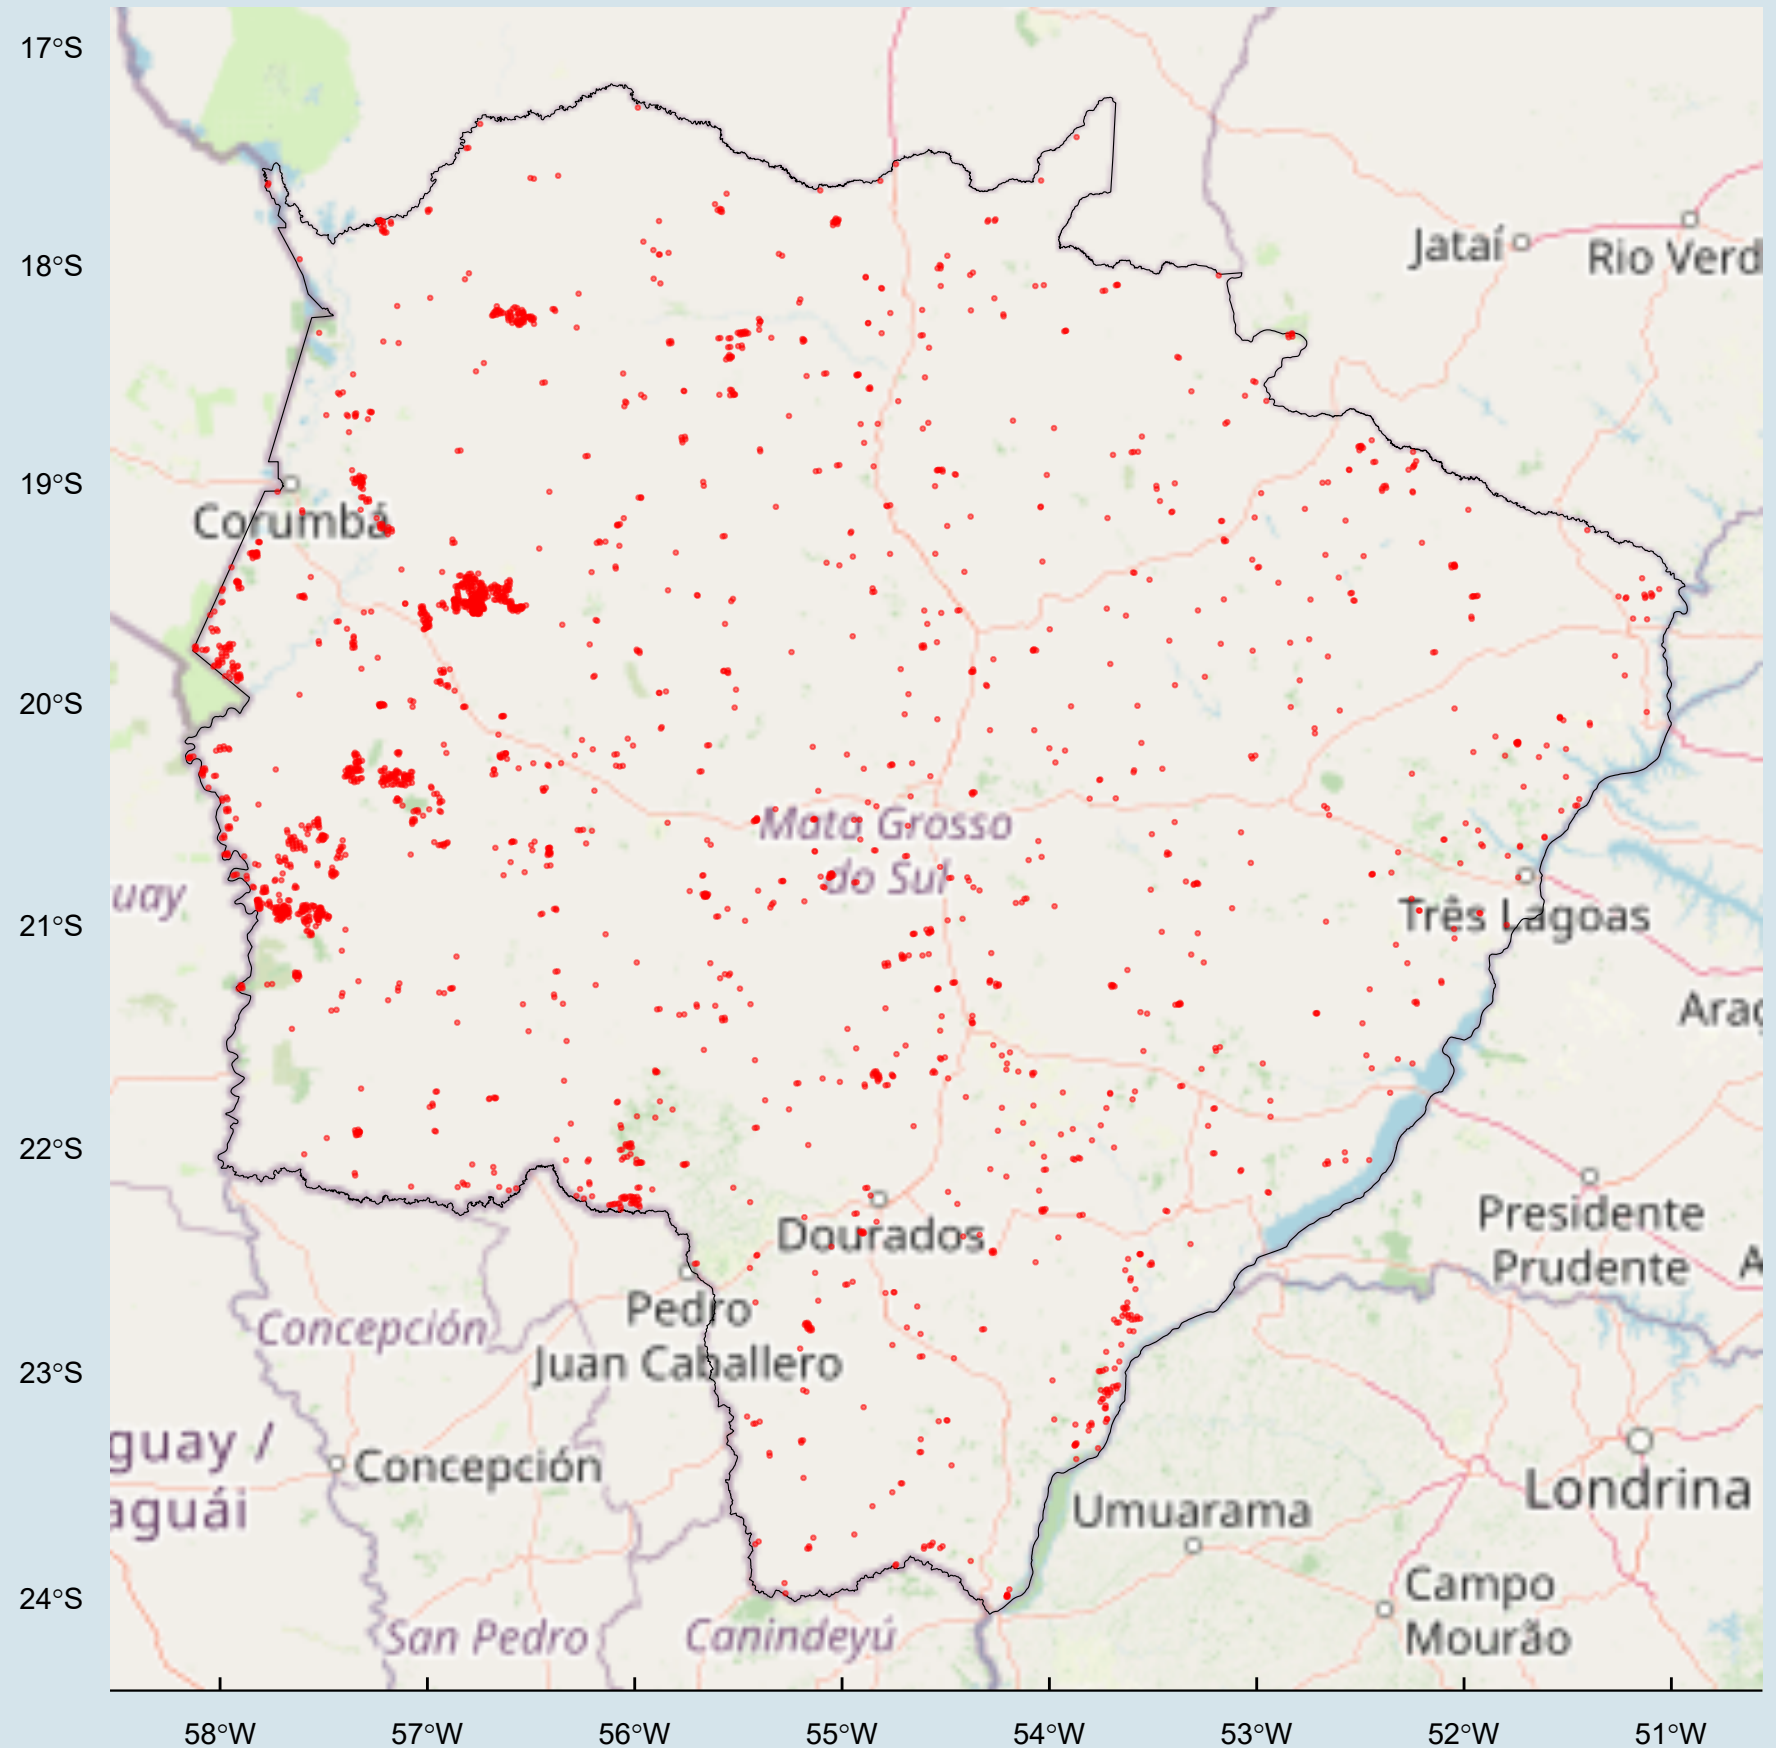 17°S
18°S
19°S
20°S
21°S
22°S
23°S
24°S
Jataí
Rio Verd
Corumbá
Mato Grosso
do Sul
uay
Três Lagoas
Araç
Dourados
Presidente
Prudente
A
Pedro
Juan Caballero
Concepción
guay /
aguái
Concepción
Umuarama
Londrina
Campo
Mourão
San Pedro
Canindeyú
58°W
57°W
56°W
55°W
54°W
53°W
52°W
51°W